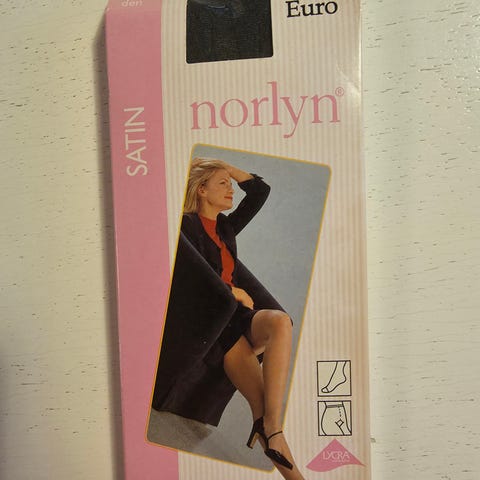 den
Euro
norlyn®
SATIN
LYCRA